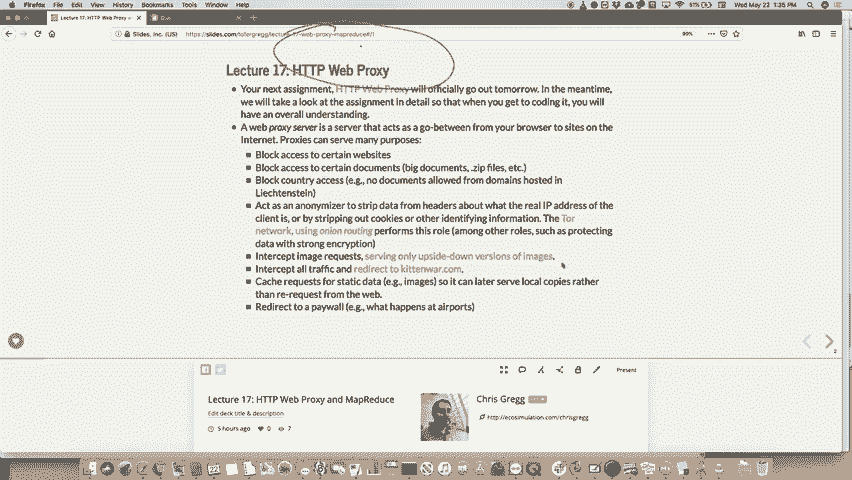 Firefox File Edit View History Bookmarks Tools Window Help
51% Wed May 22 1:35 PM
Lecture 17: HTTP Web Proxy
Slides, Inc. (US) https://slides.com/tofergregg/lecture-17-web-proxy-mapreduce#/1
99%
Lecture 17: HTTP Web Proxy
Your next assignment, HTTP Web Proxy will officially go out tomorrow. In the meantime,
we will take a look at the assignment in detail so that when you get to coding it, you will
have an overall understanding.
A web proxy server is a server that acts as a go-between from your browser to sites on the
Internet. Proxies can serve many purposes:
Block access to certain websites
Block access to certain documents (big documents, .zip files, etc.)
Block country access (e.g., no documents allowed from domains hosted in
Liechtenstein)
Act as an anonymizer to strip data from headers about what the real IP address of the
client is, or by stripping out cookies or other identifying information. The Tor
network, using onion routing performs this role (among other roles, such as protecting
data with strong encryption)
Intercept image requests, serving only upside-down versions of images.
Intercept all traffic and redirect to kittenwar.com.
Cache requests for static data (e.g., images) so it can later serve local copies rather
than re-request from the web.
Redirect to a paywall (e.g., what happens at airports)
2
Present
Lecture 17: HTTP Web Proxy and MapReduce
Edit deck title & description
5 hours ago 0 7
Chris Gregg
http://ecosimulation.com/chrisgregg